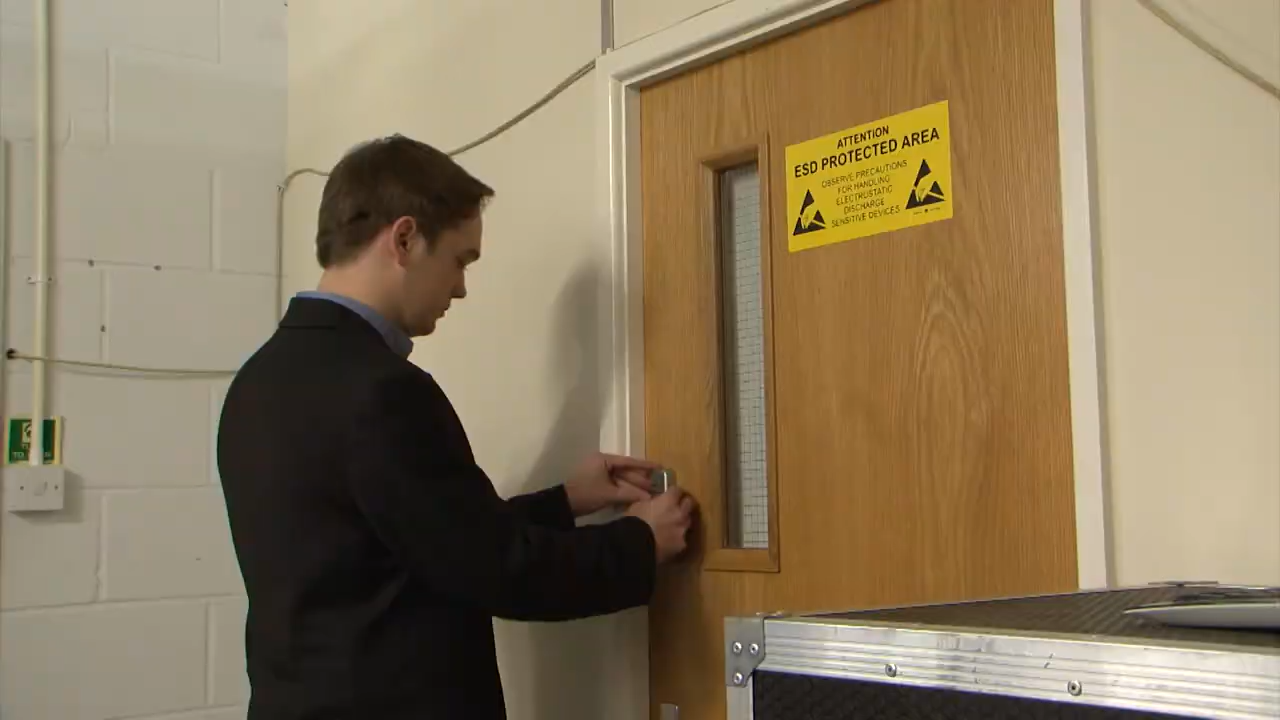 ATTENTION
ESD PROTECTED AREA
OBSERVE PRECAUTIONS
FOR HANDLING
ELECTROSTATIC
DISCHARGE
SENSITIVE DEVICES